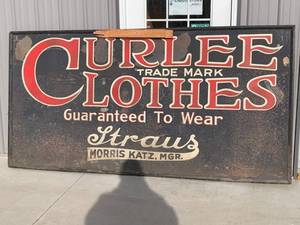 CURLEE
TRADE MARK
CLOTHES
Guaranteed To Wear
Straus
MORRIS KATZ, MGR.